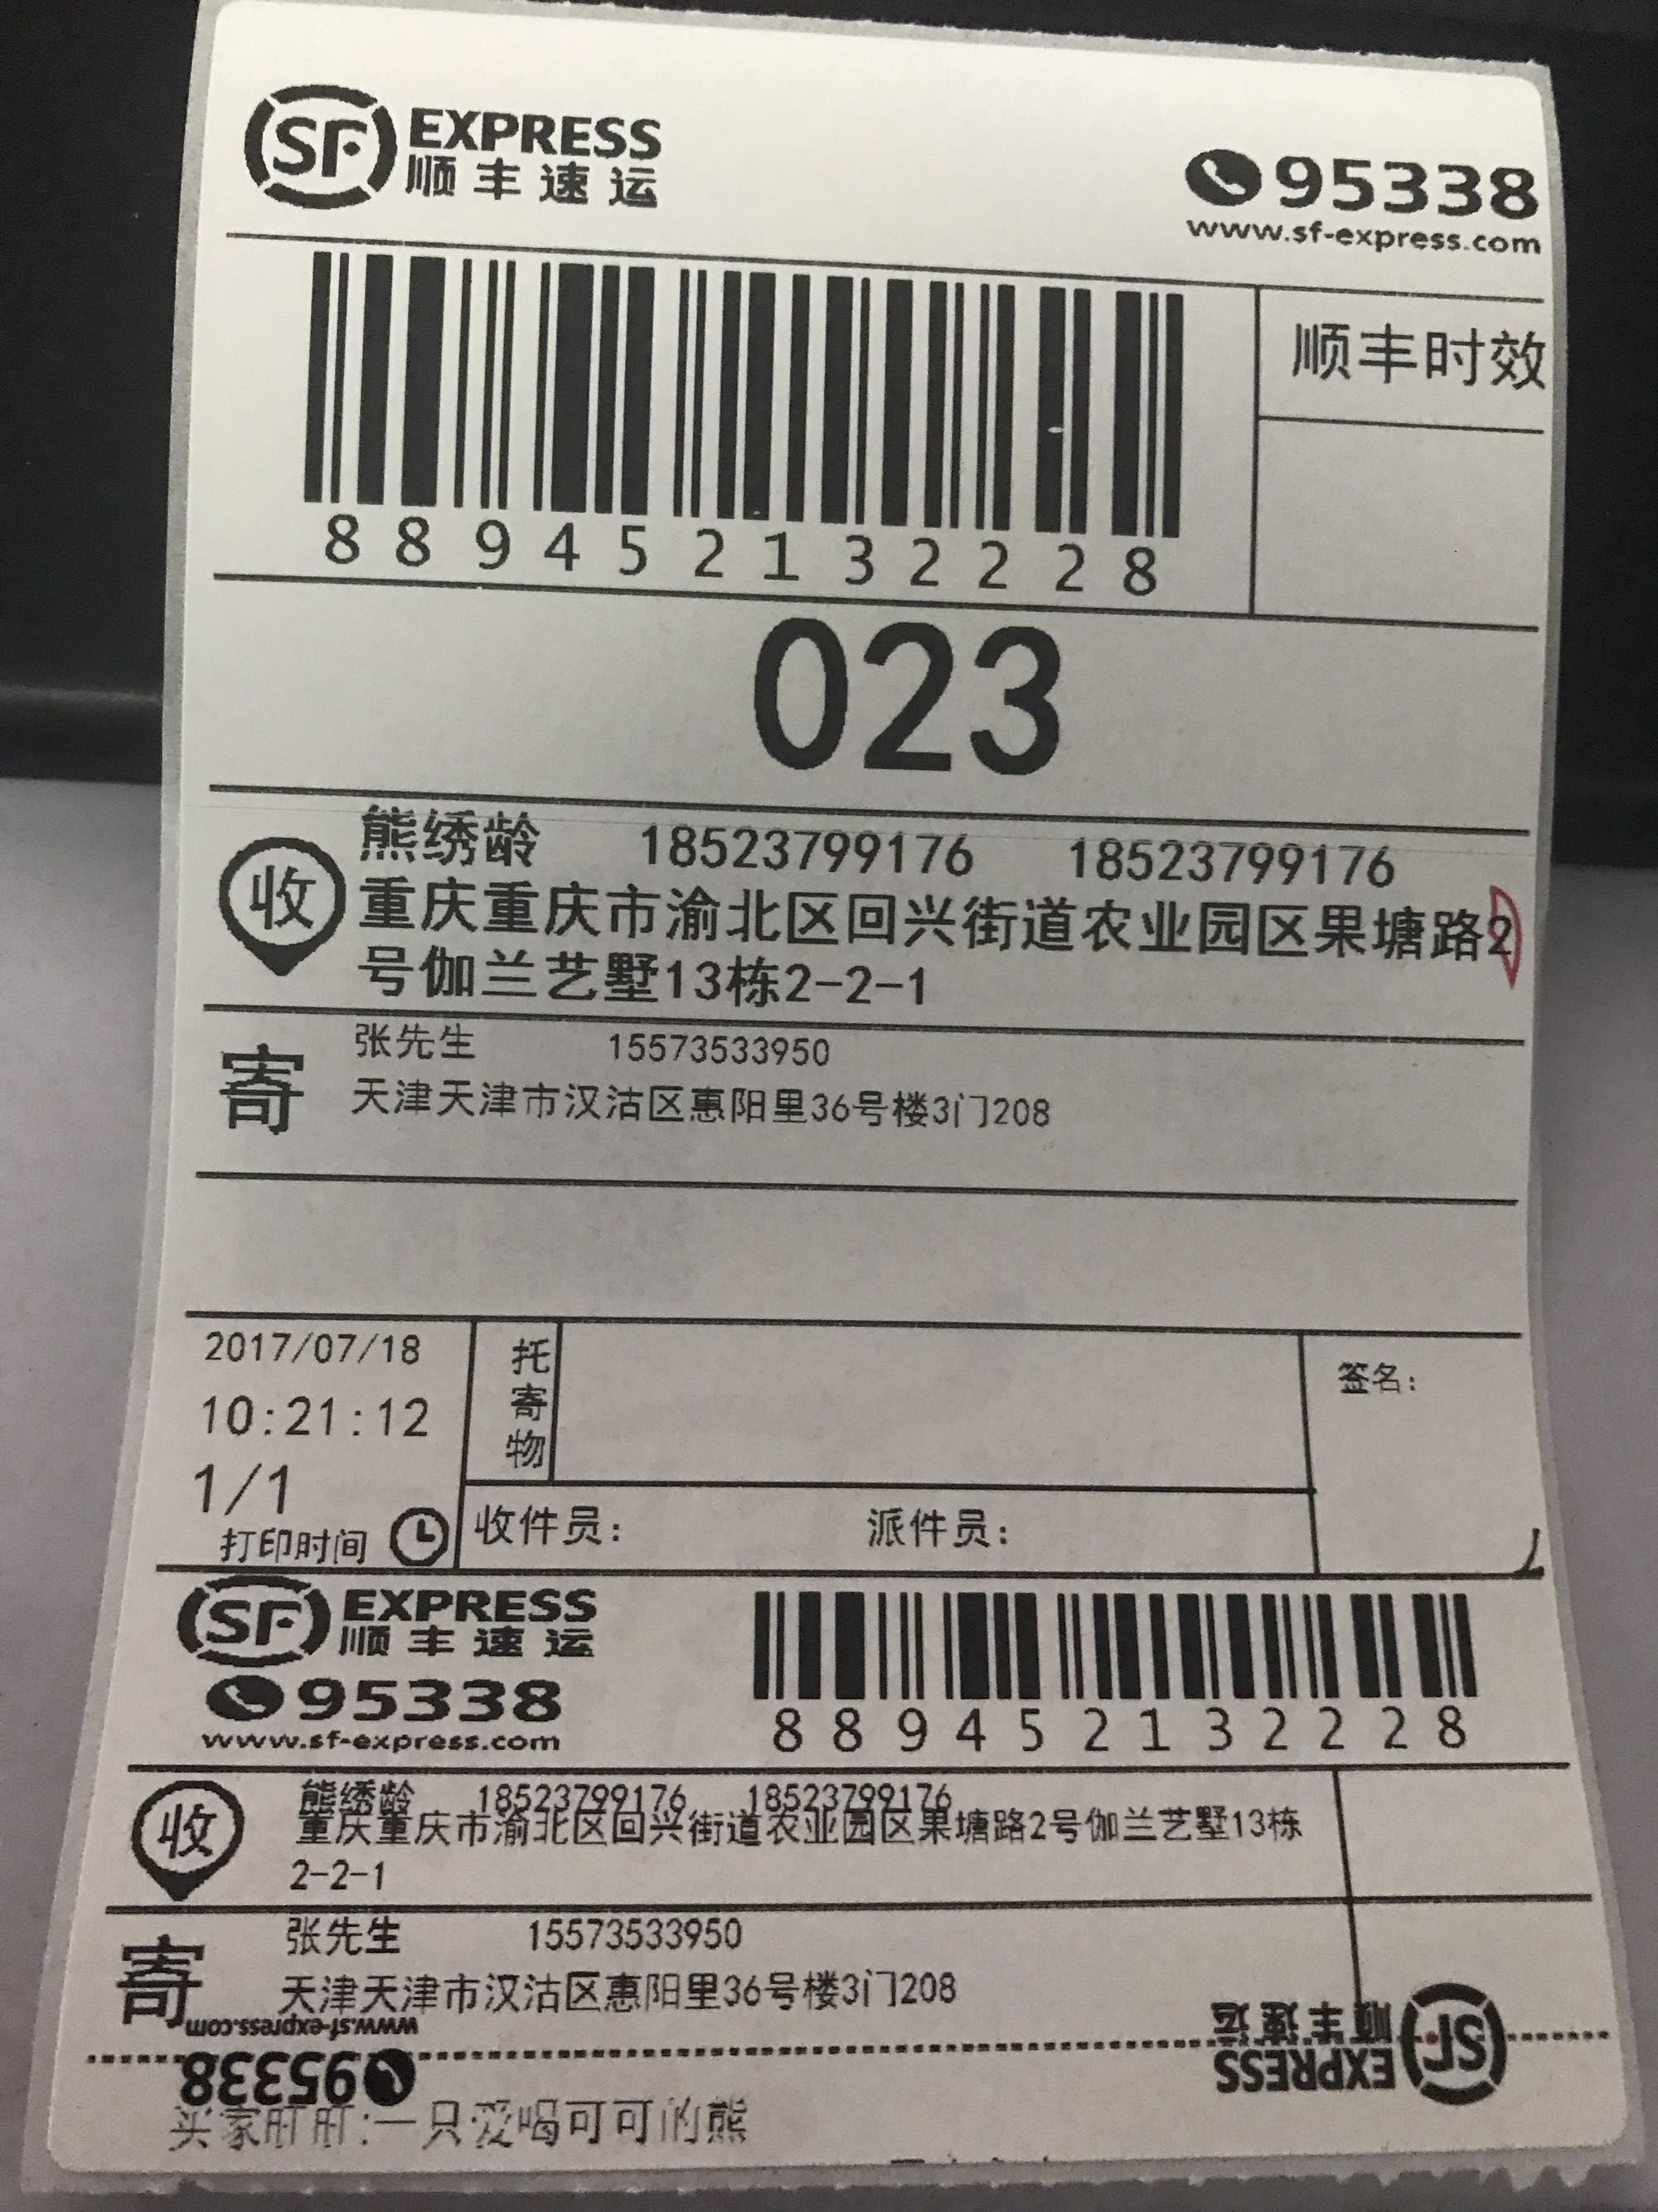 SF EXPRESS
顺丰速运
95338
www.sf-express.com
顺丰时效
889452132228
023
收
熊绣龄 18523799176 18523799176
重庆重庆市渝北区回兴街道农业园区果塘路2
号伽兰艺墅13栋2-2-1
寄
张先生 15573533950
天津天津市汉沽区惠阳里36号楼3门208
2017/07/18
10:21:12
1/1
打印时间
托寄物
签名：
收件员： 派件员：
SF EXPRESS
顺丰速运
95338
www.sf-express.com
889452132228
收
熊绣龄 18523799176 18523799176
重庆重庆市渝北区回兴街道农业园区果塘路2号伽兰艺墅13栋
2-2-1
寄
张先生 15573533950
天津天津市汉沽区惠阳里36号楼3门208
www.sf-express.com
95338
SF EXPRESS
顺丰速运
买家旺旺:一只爱喝可可的熊